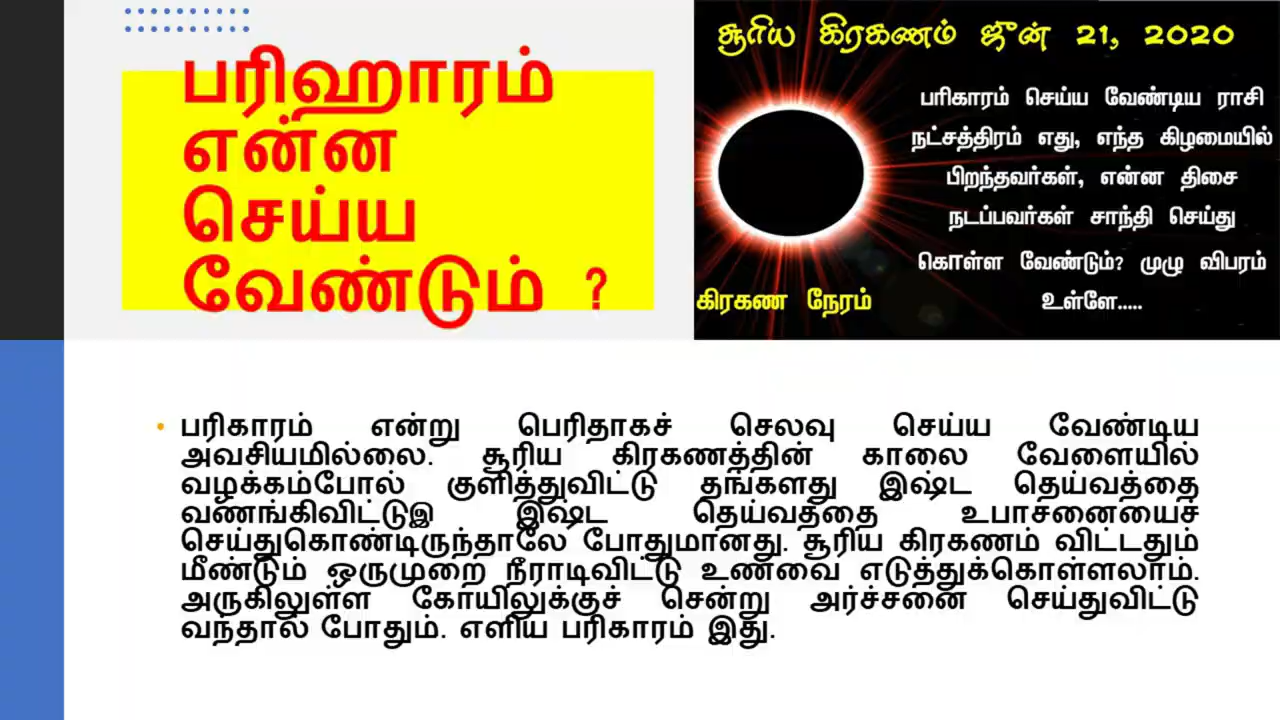 பரிஹாரம்
என்ன
செய்ய
வேண்டும் ?
சூரிய கிரகணம் ஜூன் 21, 2020
பரிகாரம் செய்ய வேண்டிய ராசி
நட்சத்திரம் எது, எந்த கிழமையில்
பிறந்தவர்கள், என்ன திசை
நடப்பவர்கள் சாந்தி செய்து
கொள்ள வேண்டும்? முழு விபரம்
உள்ளே.....
கிரகண நேரம்
• பரிகாரம் என்று பெரிதாகச் செலவு செய்ய வேண்டிய
அவசியமில்லை. சூரிய கிரகணத்தின் காலை வேளையில்
வழக்கம்போல் குளித்துவிட்டு தங்களது இஷ்ட தெய்வத்தை
வணங்கிவிட்டுஇ இஷ்ட தெய்வத்தை உபாசனையைச்
செய்துகொண்டிருந்தாலே போதுமானது. சூரிய கிரகணம் விட்டதும்
மீண்டும் ஒருமுறை நீராடிவிட்டு உணவை எடுத்துக்கொள்ளலாம்.
அருகிலுள்ள கோயிலுக்குச் சென்று அர்ச்சனை செய்துவிட்டு
வந்தால் போதும். எளிய பரிகாரம் இது.